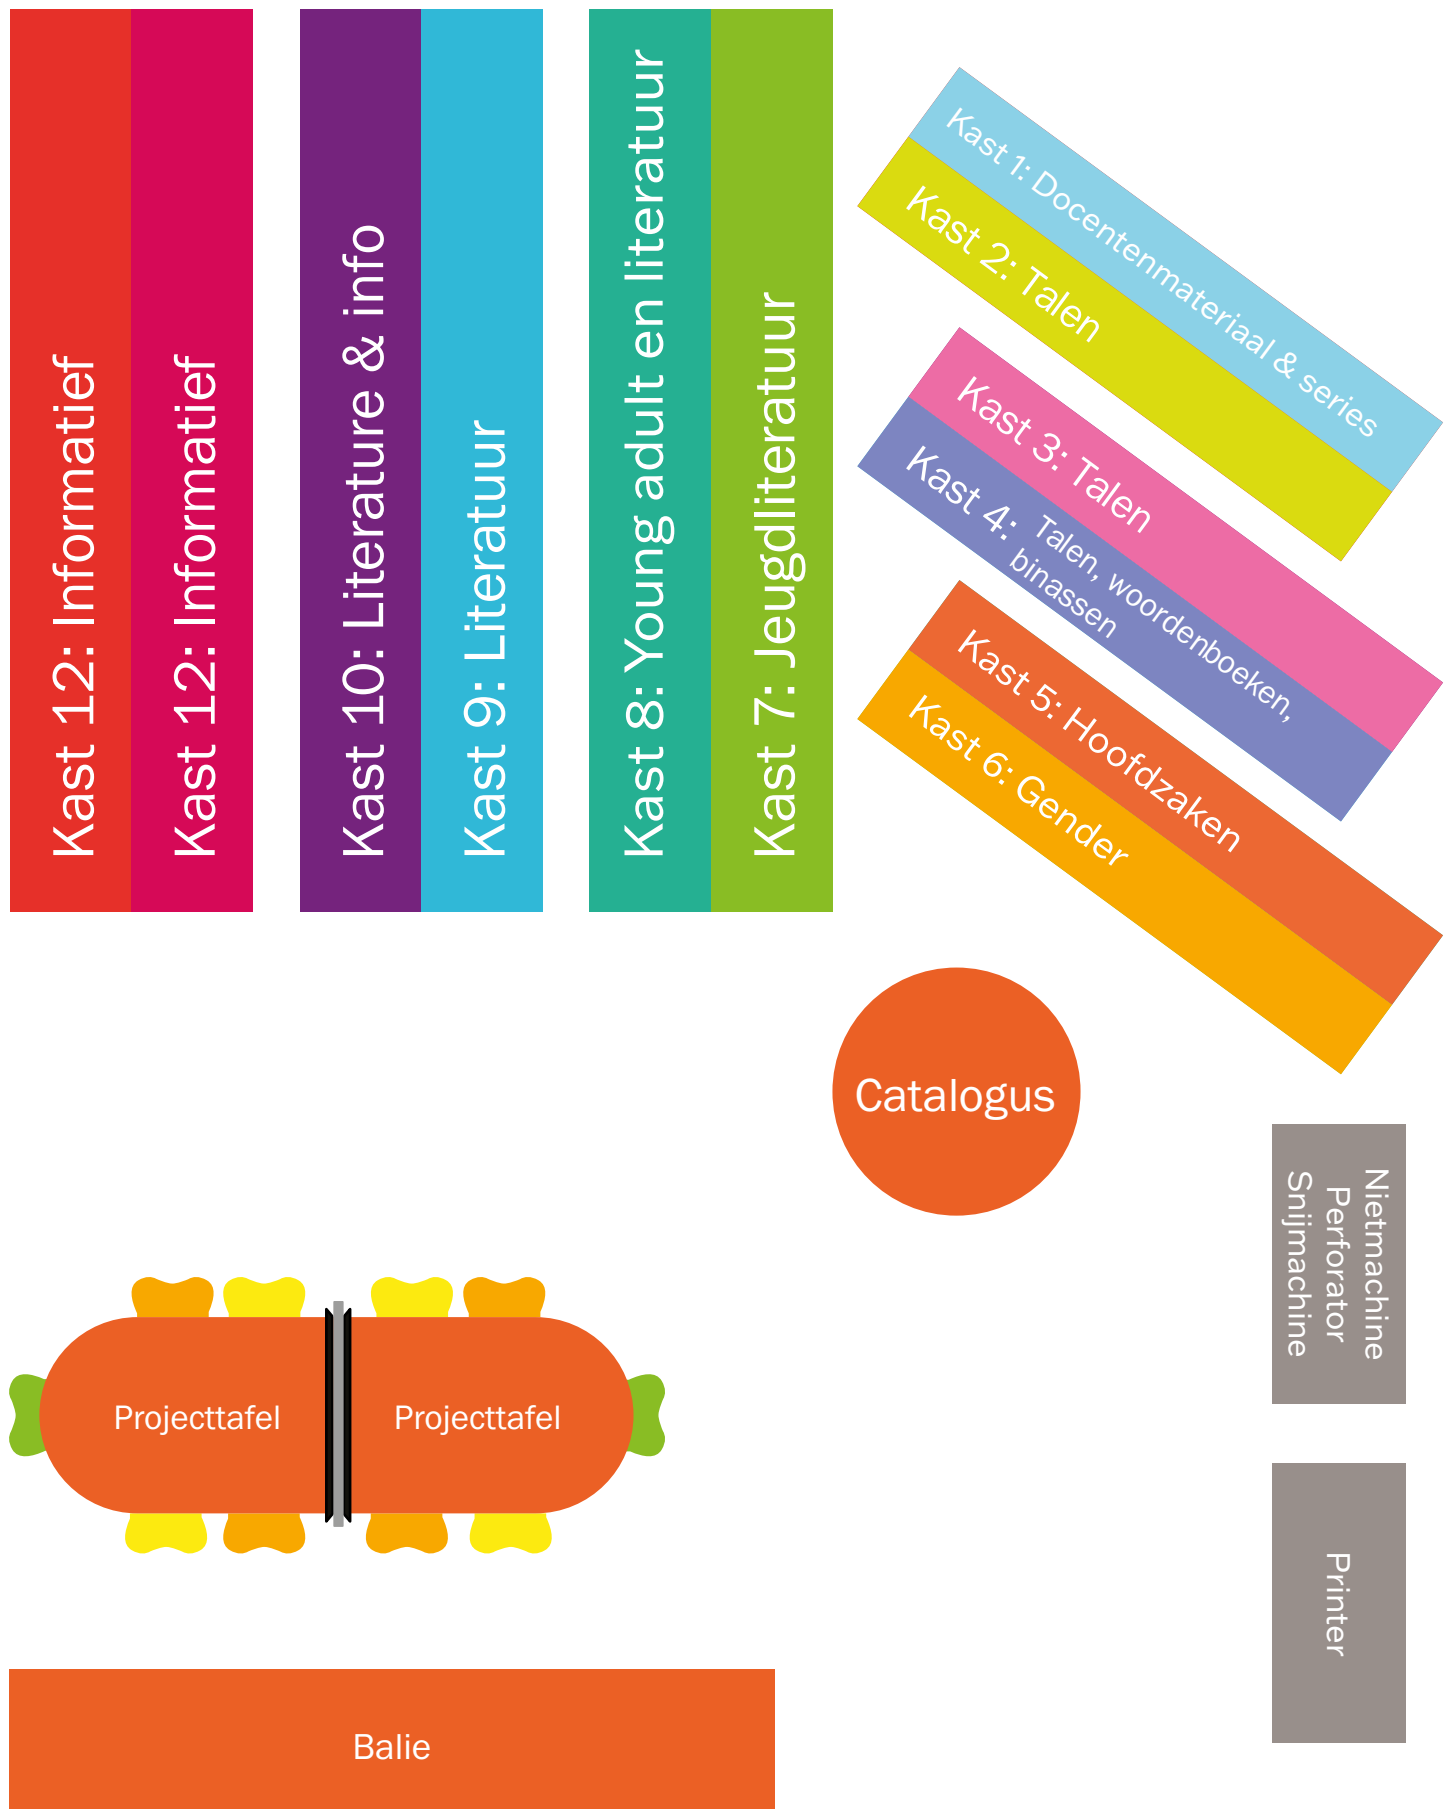 Kast 12: Informatief
Kast 12: Informatief
Kast 10: Literature & info
Kast 9: Literatuur
Kast 8: Young adult en literatuur
Kast 7: Jeugdliteratuur
Kast 1: Docentenmateriaal & series
Kast 2: Talen
Kast 3: Talen
Kast 4: Talen, woordenboeken,
binassen
Kast 5: Hoofdzaken
Kast 6: Gender
Catalogus
Nietmachine
Perforator
Snijmachine
Projecttafel
Projecttafel
Printer
Balie